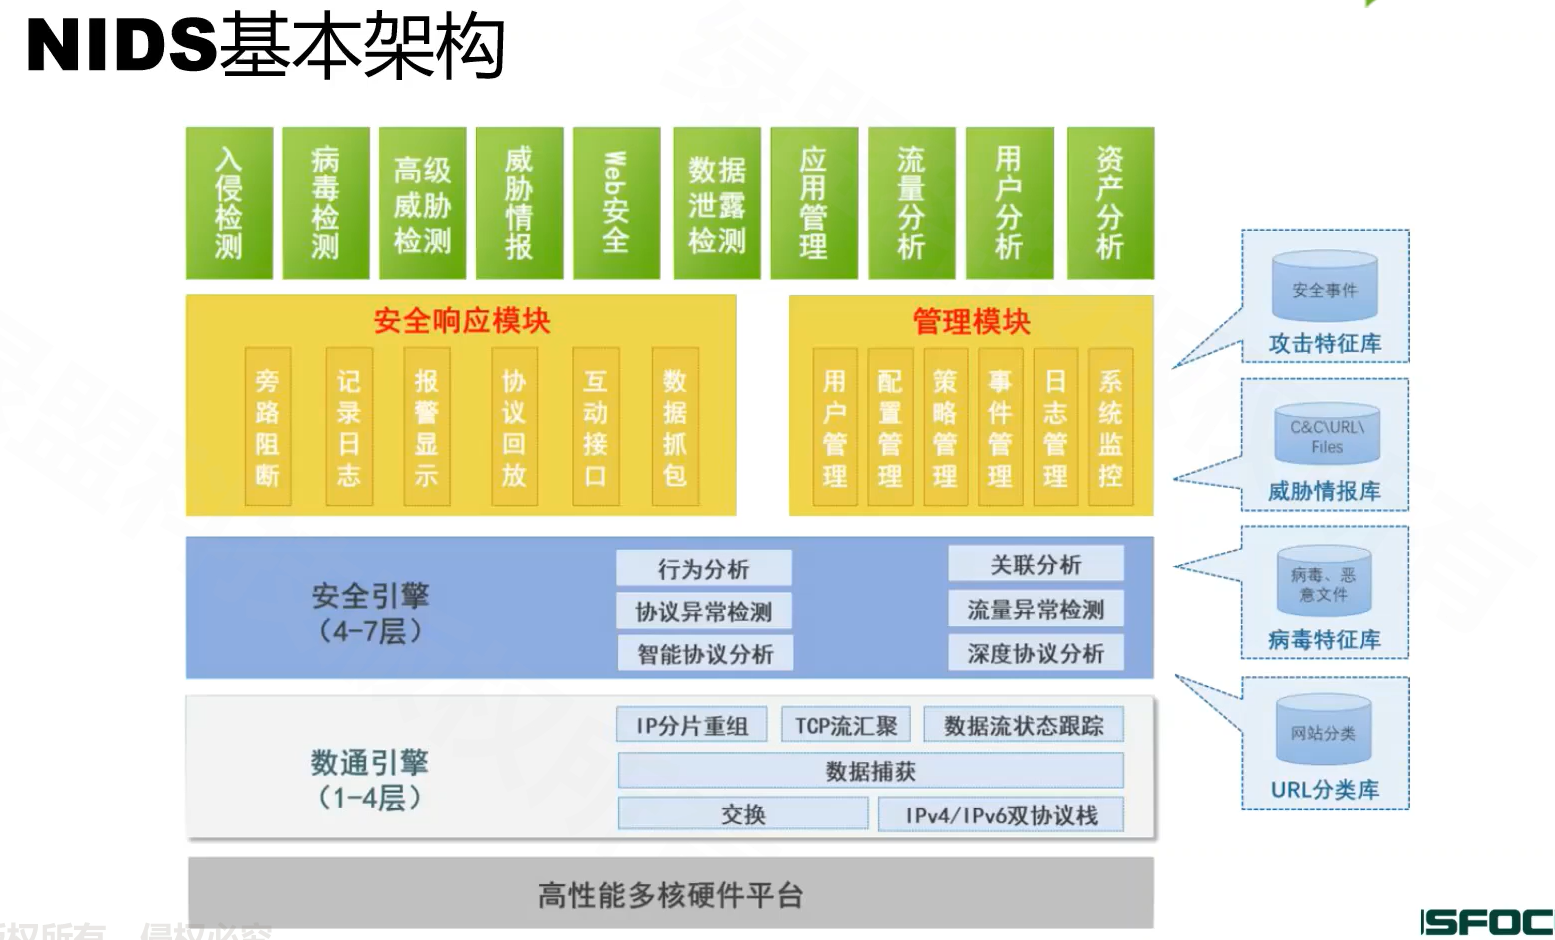 NIDS基本架构
入侵检测
病毒检测
高级威胁检测
威胁情报
Web安全
数据泄露检测
应用管理
流量分析
用户分析
资产分析
安全响应模块
旁路阻断
记录日志
报警显示
协议回放
互动接口
数据抓包
管理模块
用户管理
配置管理
策略管理
事件管理
日志管理
系统监控
安全引擎
（4-7层）
行为分析
协议异常检测
智能协议分析
关联分析
流量异常检测
深度协议分析
数通引擎
（1-4层）
IP分片重组
TCP流汇聚
数据流状态跟踪
数据捕获
交换
IPv4/IPv6双协议栈
高性能多核硬件平台
安全事件
攻击特征库
C&C\URL\
Files
威胁情报库
病毒、恶
意文件
病毒特征库
网站分类
URL分类库
版权所有 侵权必究